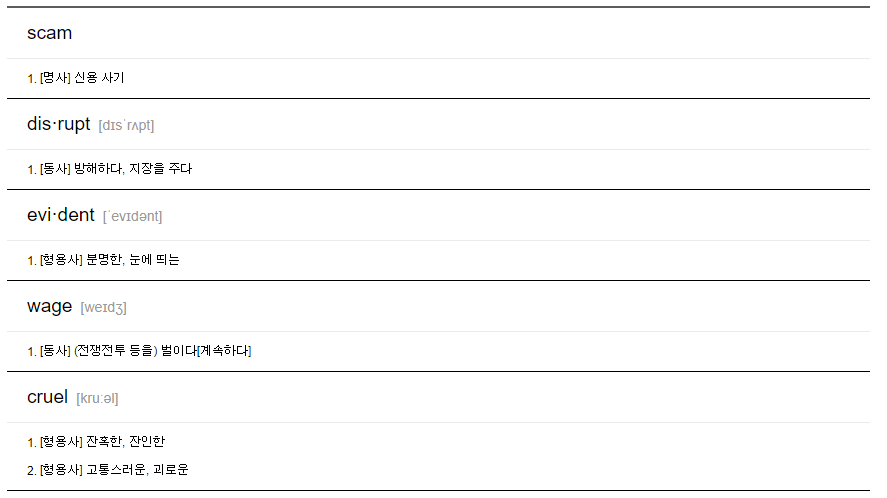 scam
1. [명사] 신용 사기
dis·rupt [dɪsˈrʌpt]
1. [동사] 방해하다, 지장을 주다
evi·dent [ˈevɪdənt]
1. [형용사] 분명한, 눈에 띄는
wage [weɪdʒ]
1. [동사] (전쟁전투 등을) 벌이다[계속하다]
cruel [kruːəl]
1. [형용사] 잔혹한, 잔인한
2. [형용사] 고통스러운, 괴로운